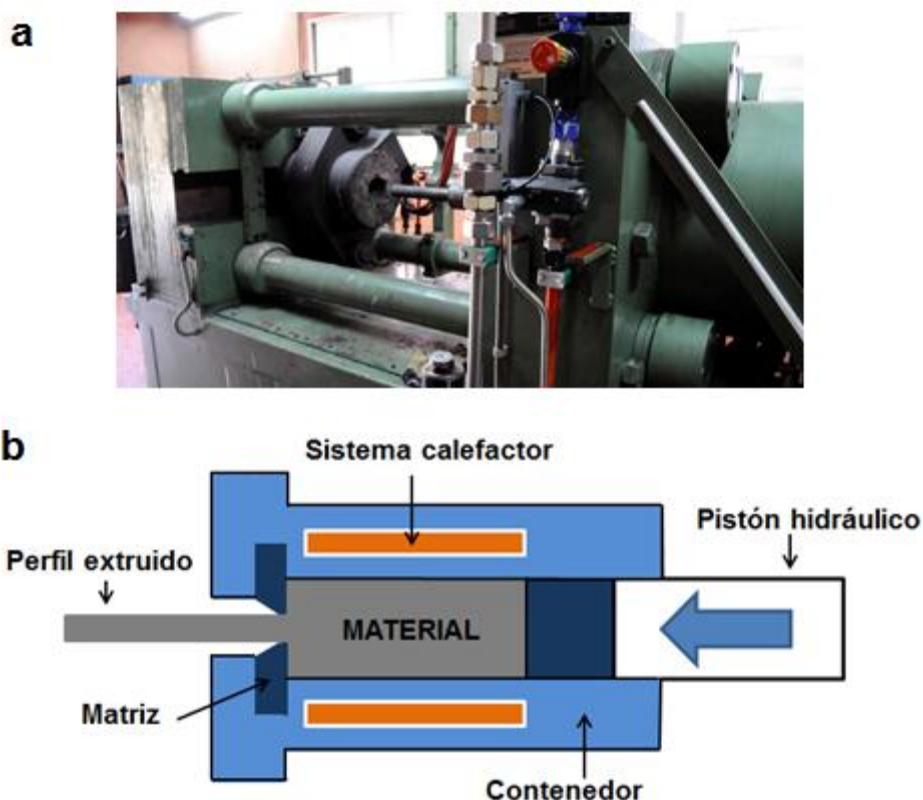 a
b
Sistema calefactor
Pistón hidráulico
Perfil extruido
MATERIAL
Matriz
Contenedor